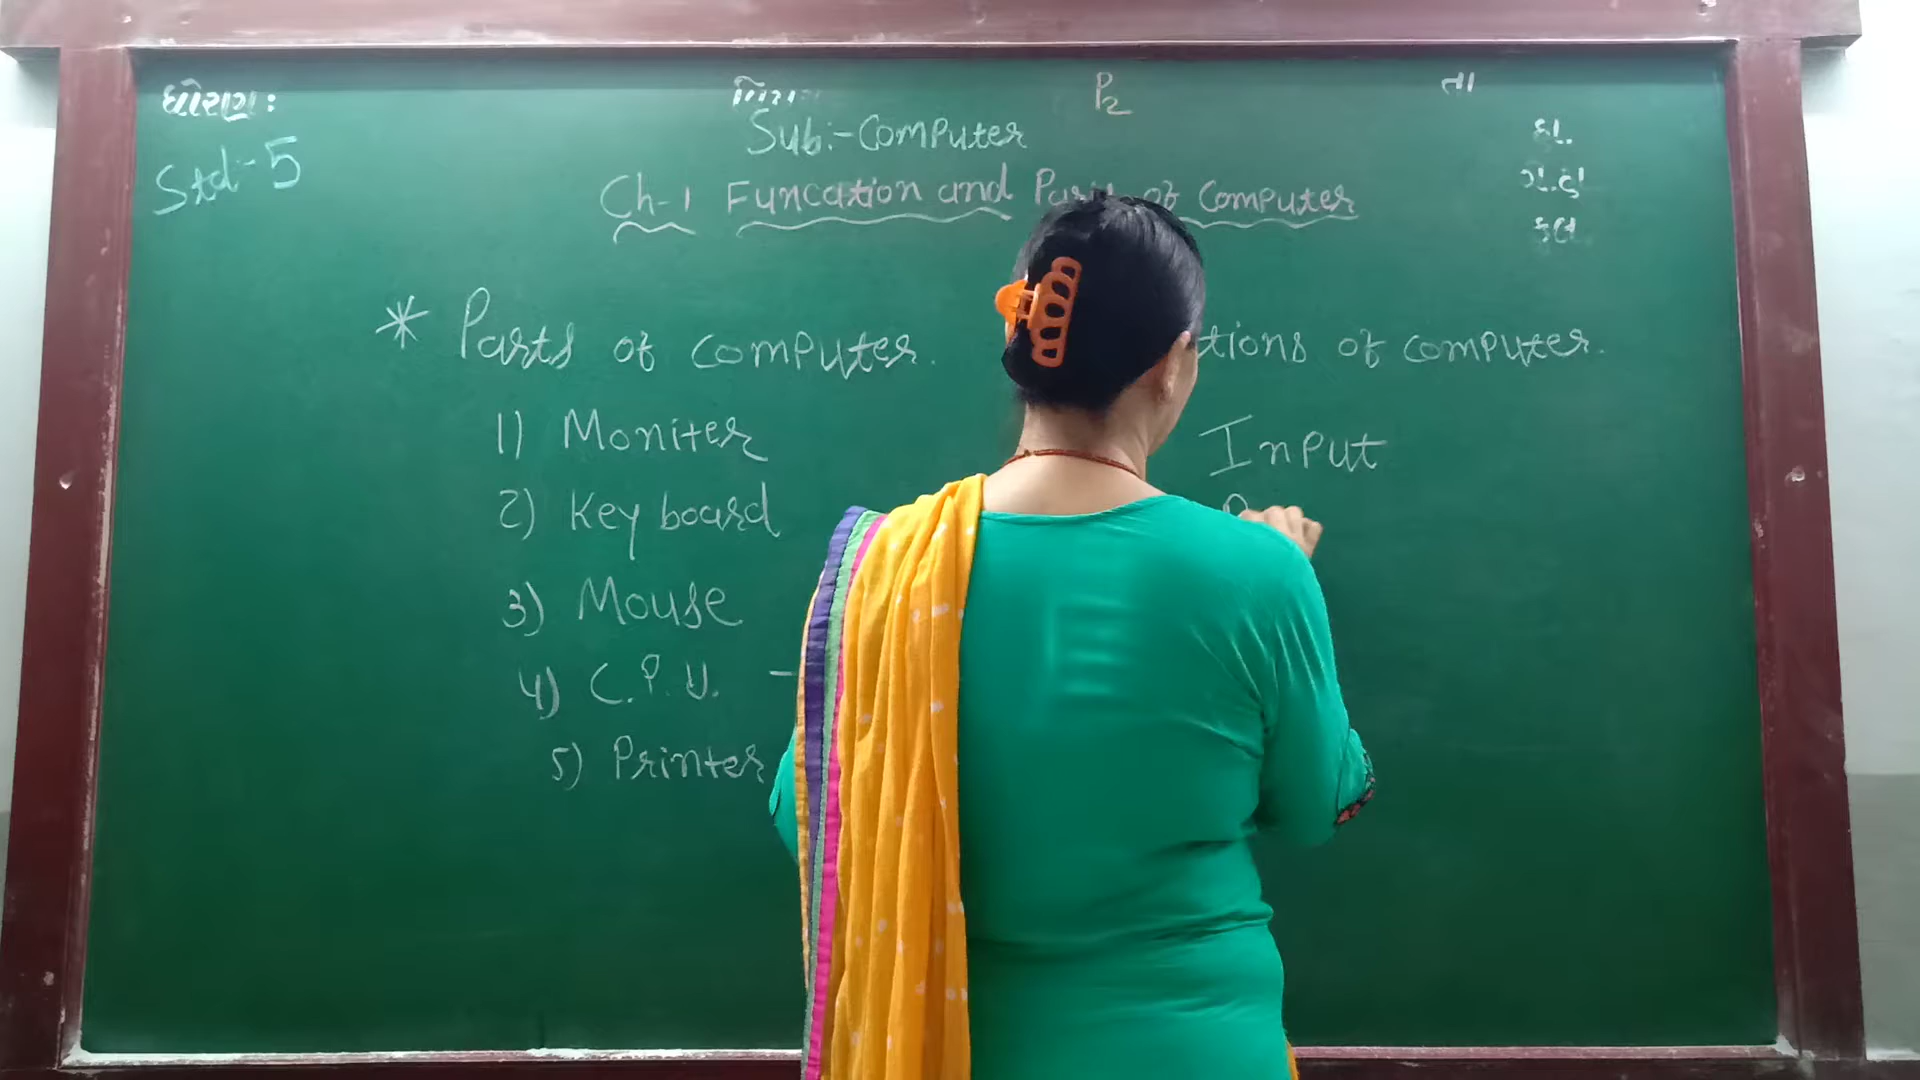 ધોરણ:
P2
તા
Std:- 5
Sub:- Computer
હા.
Ch-1 Funcation and Parts of Computer
ગે.હા
કુલ
* Parts of computer.
tions of computer.
1) Moniter
Input
2) Key board
3) Mouse
4) C.P.U. -
5) Printer